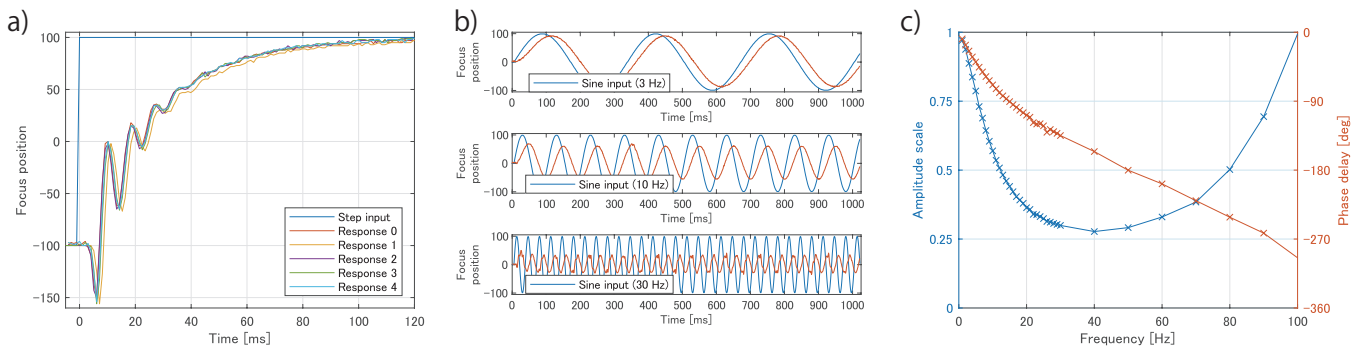 a)
100
50
0
-50
-100
-150
Focus position
0
20
40
60
80
100
120
Time [ms]
Step input
Response 0
Response 1
Response 2
Response 3
Response 4
b)
100
0
-100
Focus
position
Sine input (3 Hz)
0 100 200 300 400 500 600 700 800 900 1000
Time [ms]
100
0
-100
Focus
position
Sine input (10 Hz)
0 100 200 300 400 500 600 700 800 900 1000
Time [ms]
100
0
-100
Focus
position
Sine input (30 Hz)
0 100 200 300 400 500 600 700 800 900 1000
Time [ms]
c)
1
0.75
0.5
0.25
0
Amplitude scale
0
20
40
60
80
100
Frequency [Hz]
0
-90
-180
-270
-360
Phase delay [deg]